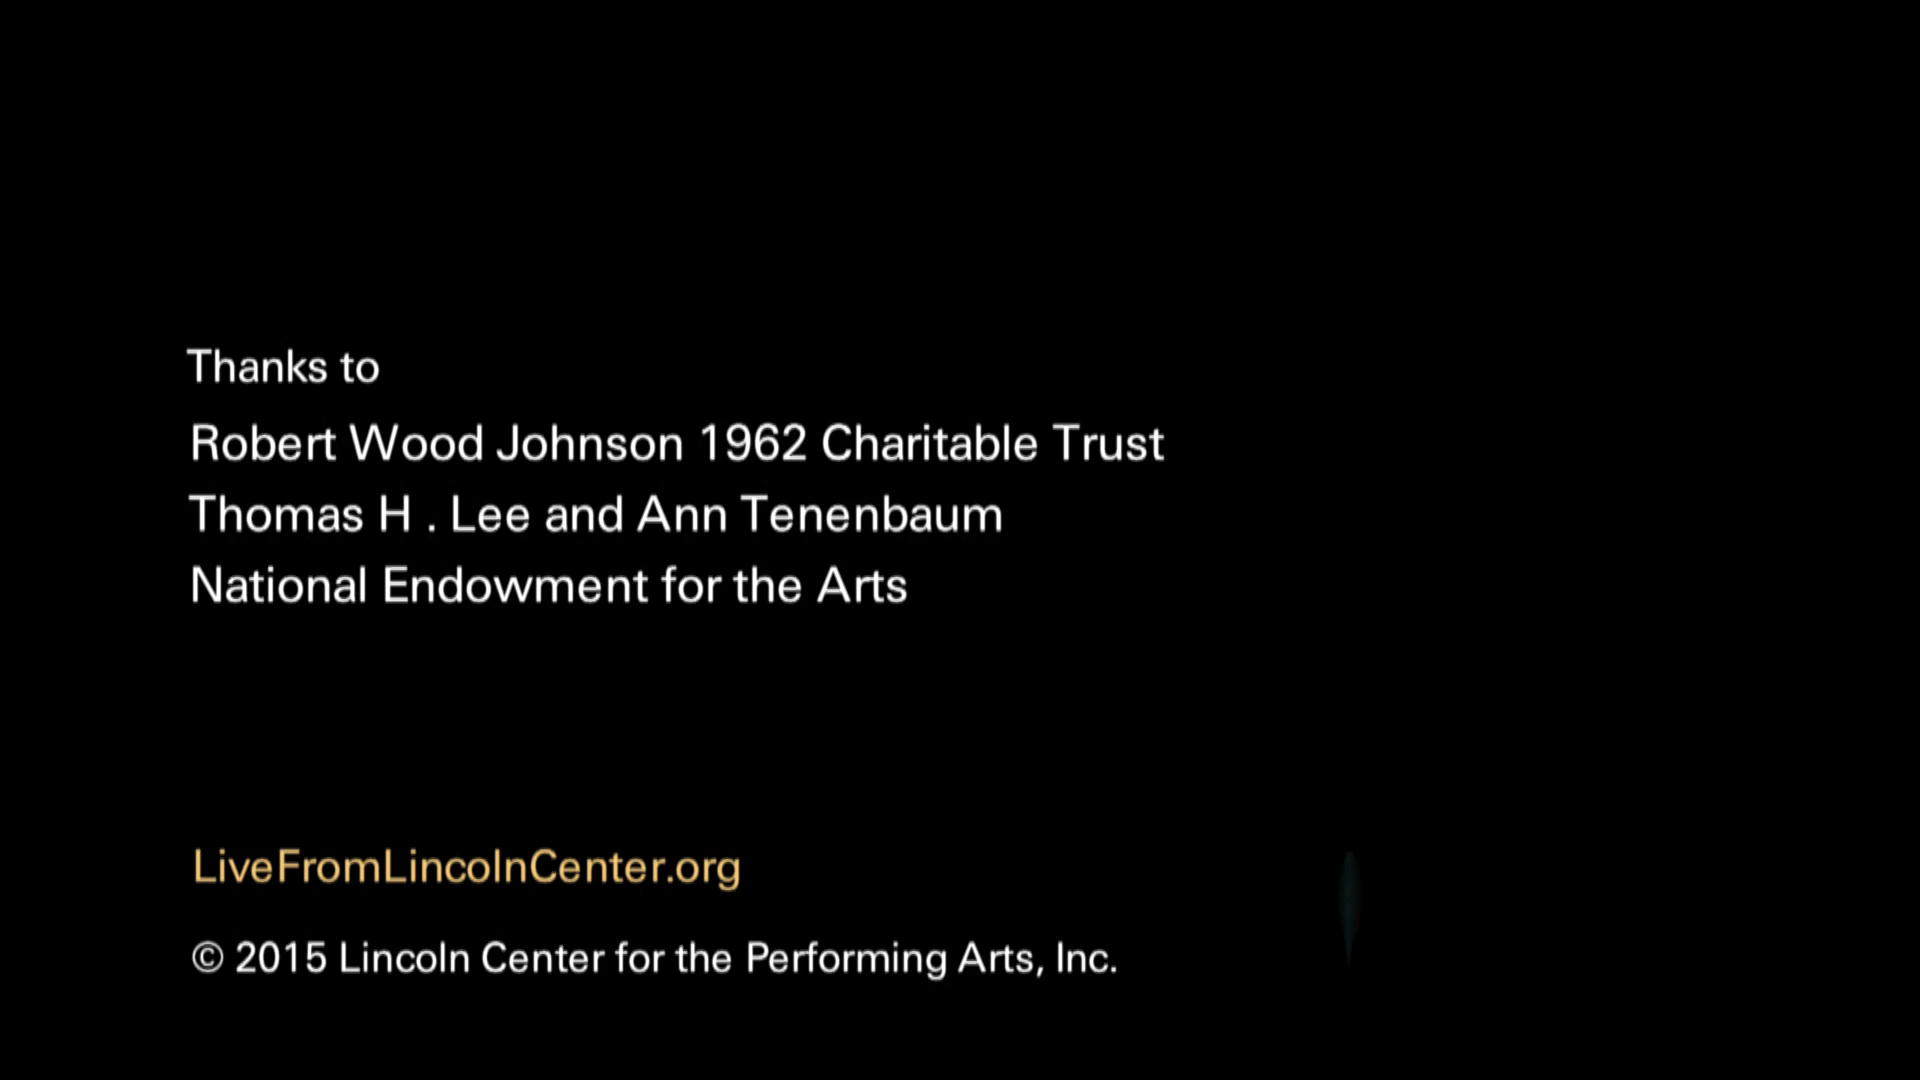 Thanks to
Robert Wood Johnson 1962 Charitable Trust
Thomas H . Lee and Ann Tenenbaum
National Endowment for the Arts
LiveFromLincolnCenter.org
© 2015 Lincoln Center for the Performing Arts, Inc.